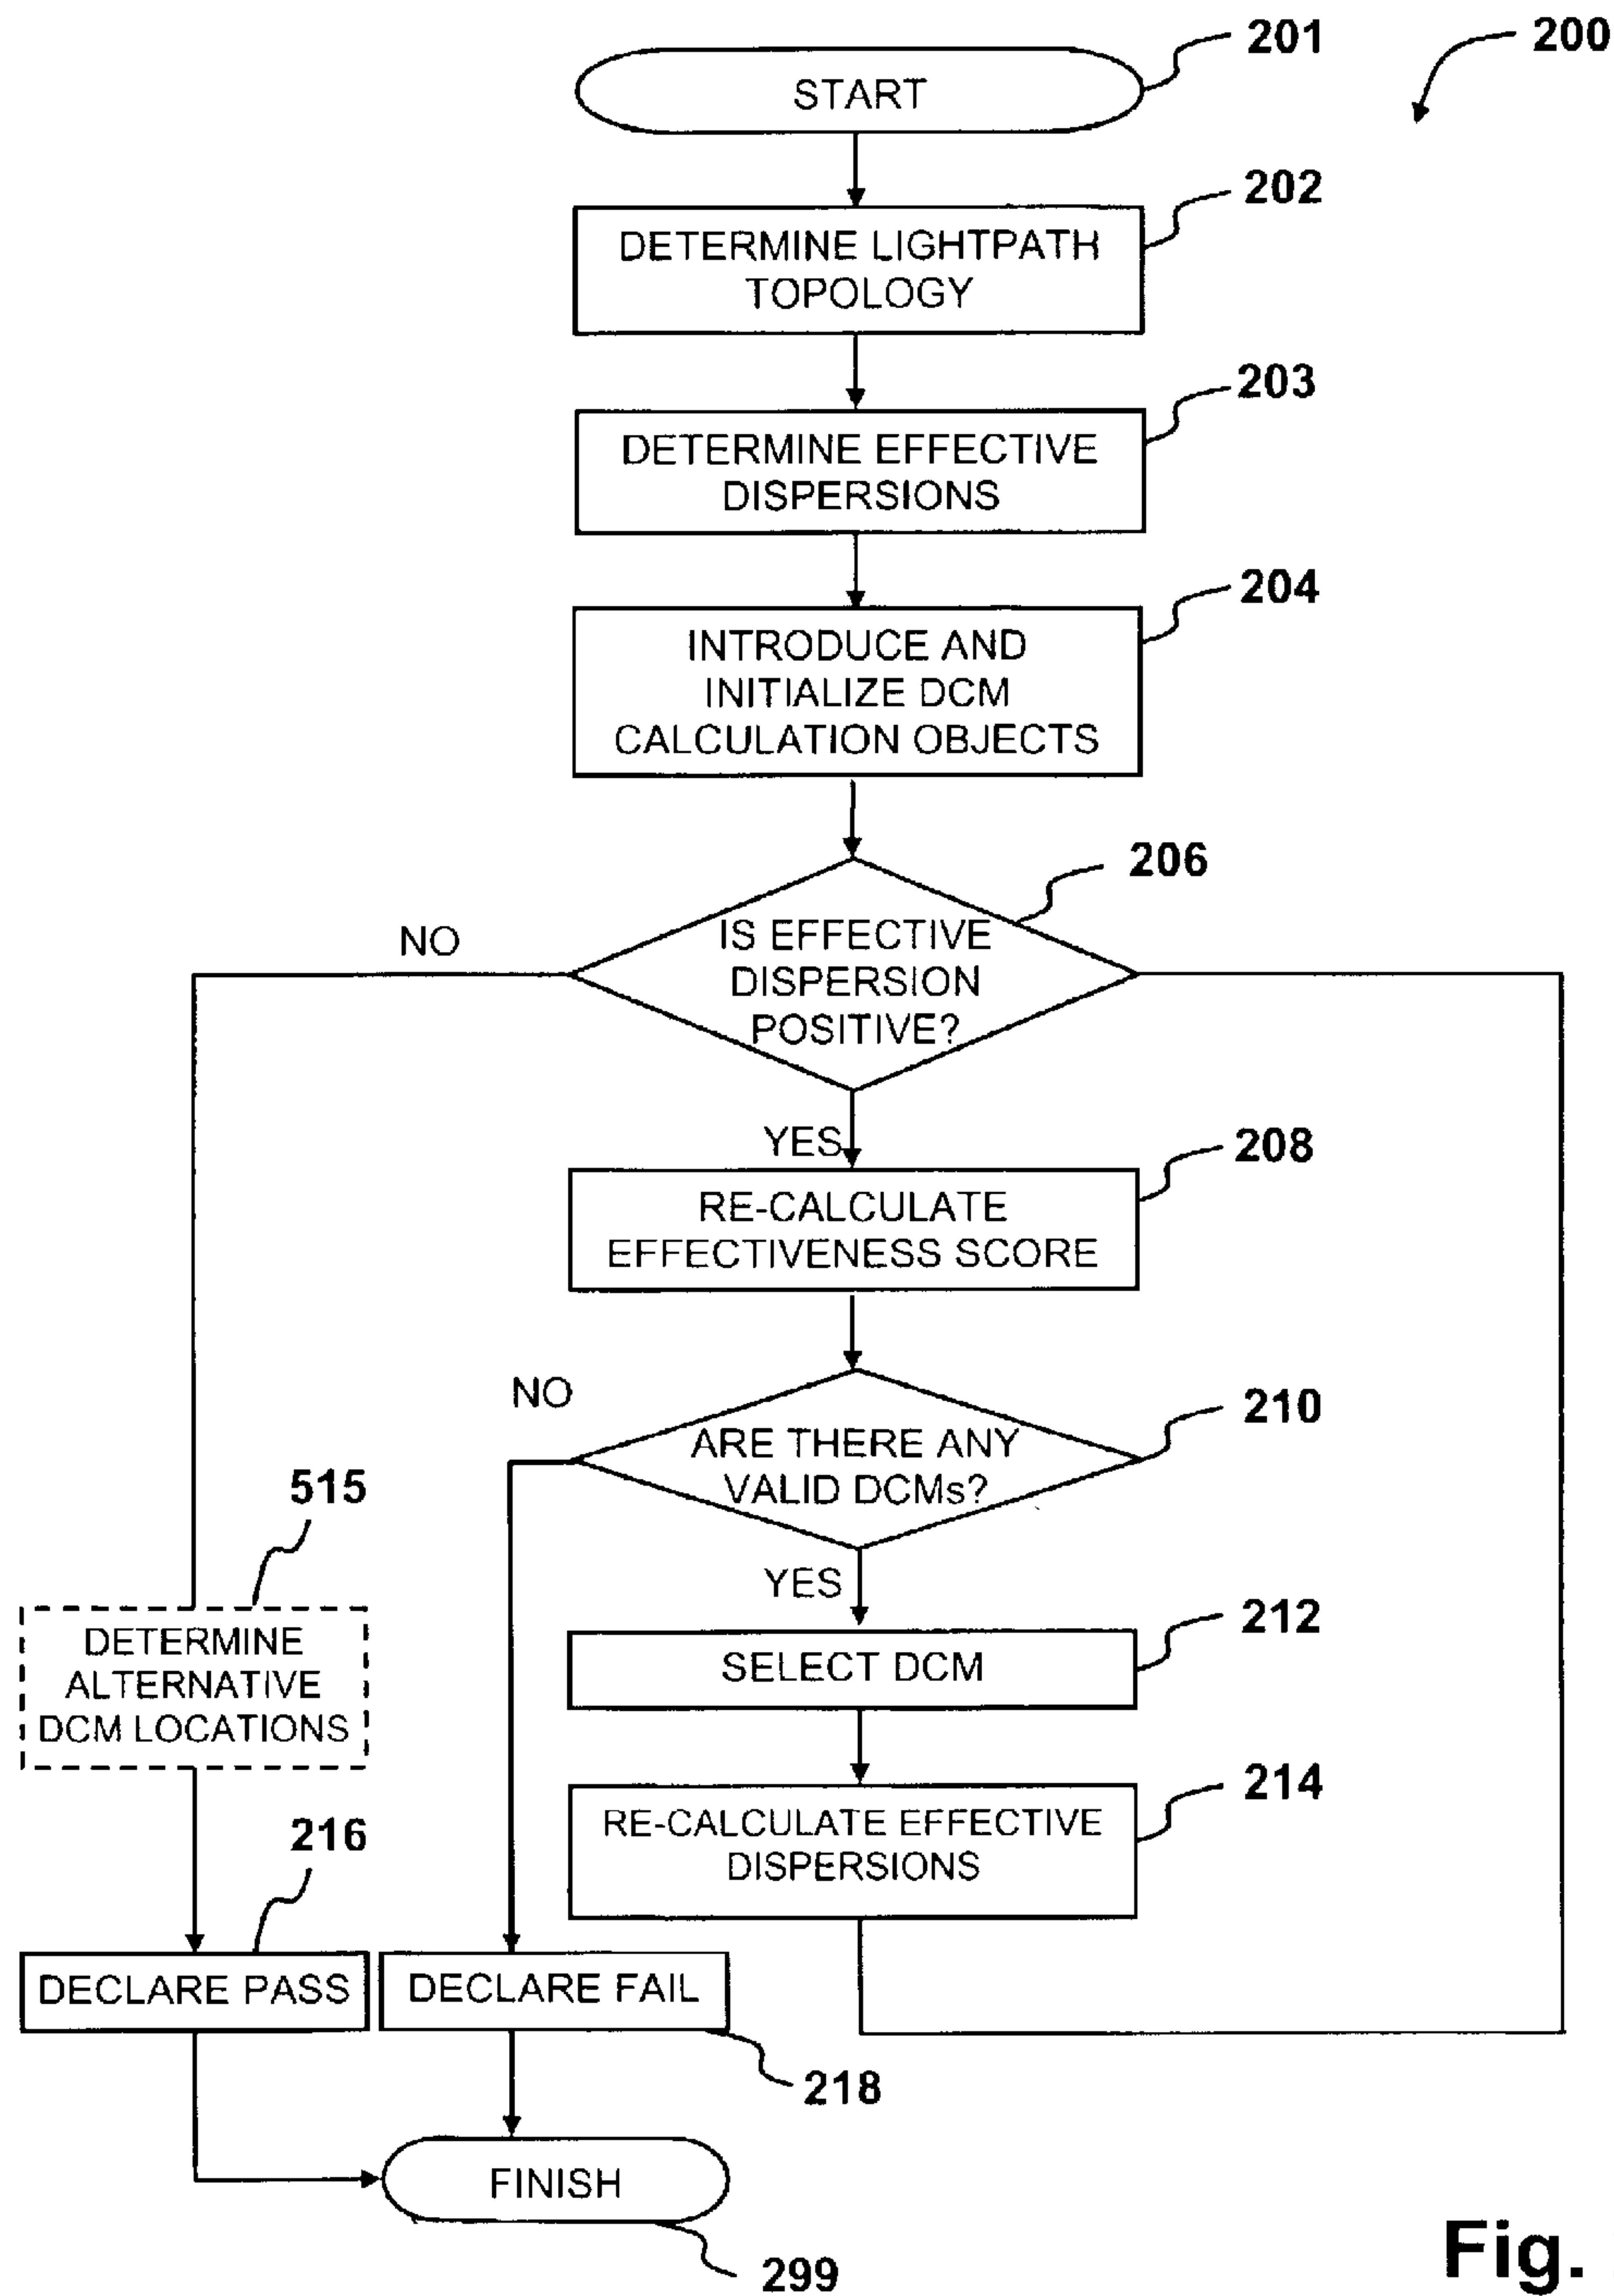 201
200
START
202
DETERMINE LIGHTPATH
TOPOLOGY
203
DETERMINE EFFECTIVE
DISPERSIONS
204
INTRODUCE AND
INITIALIZE DCM
CALCULATION OBJECTS
206
NO
IS EFFECTIVE
DISPERSION
POSITIVE?
YES
208
RE-CALCULATE
EFFECTIVENESS SCORE
NO
210
ARE THERE ANY
VALID DCMs?
515
YES
212
DETERMINE
ALTERNATIVE
DCM LOCATIONS
SELECT DCM
214
216
RE-CALCULATE EFFECTIVE
DISPERSIONS
DECLARE PASS
DECLARE FAIL
218
FINISH
299
Fig.